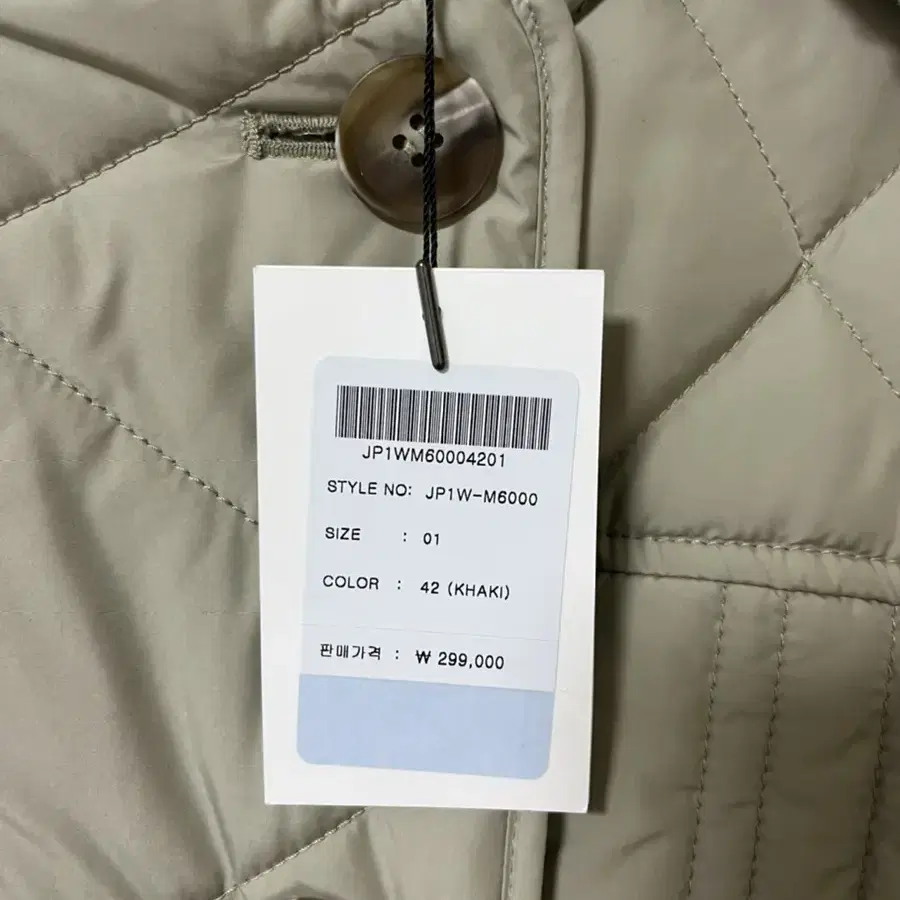 JP1WM60004201
STYLE NO: JP1W-M6000
SIZE : 01
COLOR : 42 (KHAKI)
판매가격 : ₩ 299,000